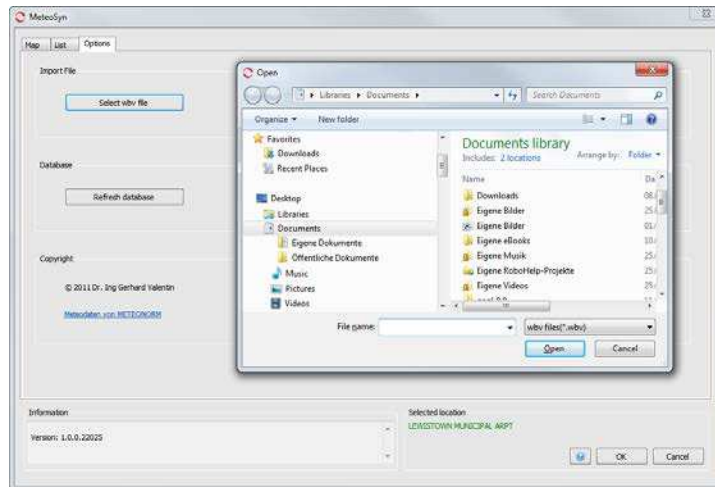 MeteoSyn
Map List Options
Import File
Select wbv file
Database
Refresh database
Copyright
© 2011 Dr. Ing Gerhard Valentin
Meteodaten von METEONORM
Open
Libraries Documents
Search Documents
Organize New folder
Favorites
Downloads
Recent Places
Desktop
Libraries
Documents
Eigene Dokumente
Öffentliche Dokumente
Music
Pictures
Videos
Documents library
Includes: 2 locations
Arrange by: Folder
Name
Downloads
Eigene Bilder
Eigene Bilder
Eigene eBooks
Eigene Musik
Eigene RoboHelp-Projekte
Eigene Videos
File name:
wbv files(*.wbv)
Open Cancel
Information
Version: 1.0.0.22025
Selected location
LEWISTOWN MUNICIPAL ARPT
OK Cancel